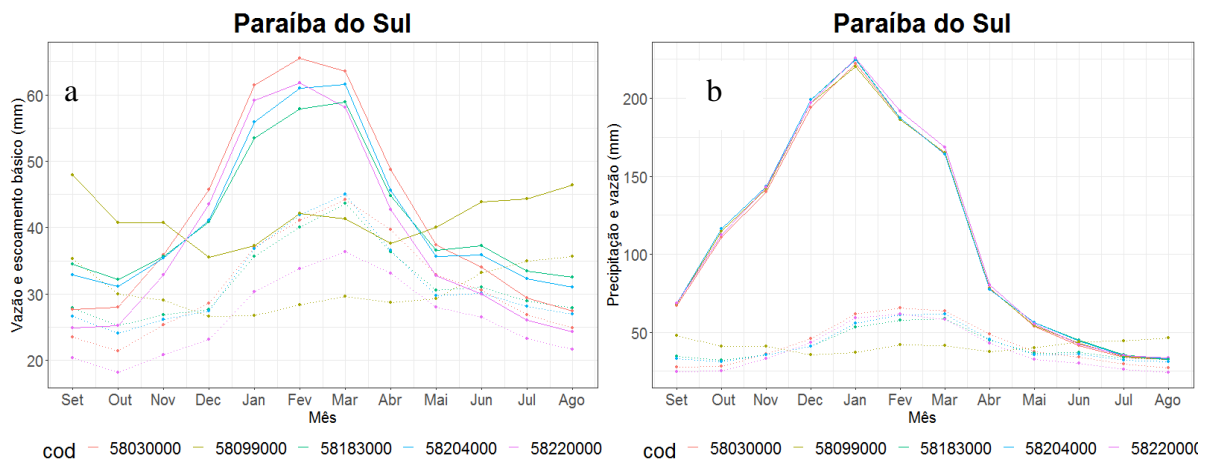 Paraíba do Sul
Vazão e escoamento básico (mm)
a
60
50
40
30
20
Set Out Nov Dec Jan Fev Mar Abr Mai Jun Jul Ago
Mês
cod 58030000 58099000 58183000 58204000 58220000
Paraíba do Sul
Precipitação e vazão (mm)
b
200
150
100
50
Set Out Nov Dec Jan Fev Mar Abr Mai Jun Jul Ago
Mês
cod 58030000 58099000 58183000 58204000 58220000